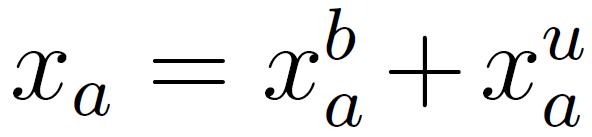 $x_a = x_a^b + x_a^u$